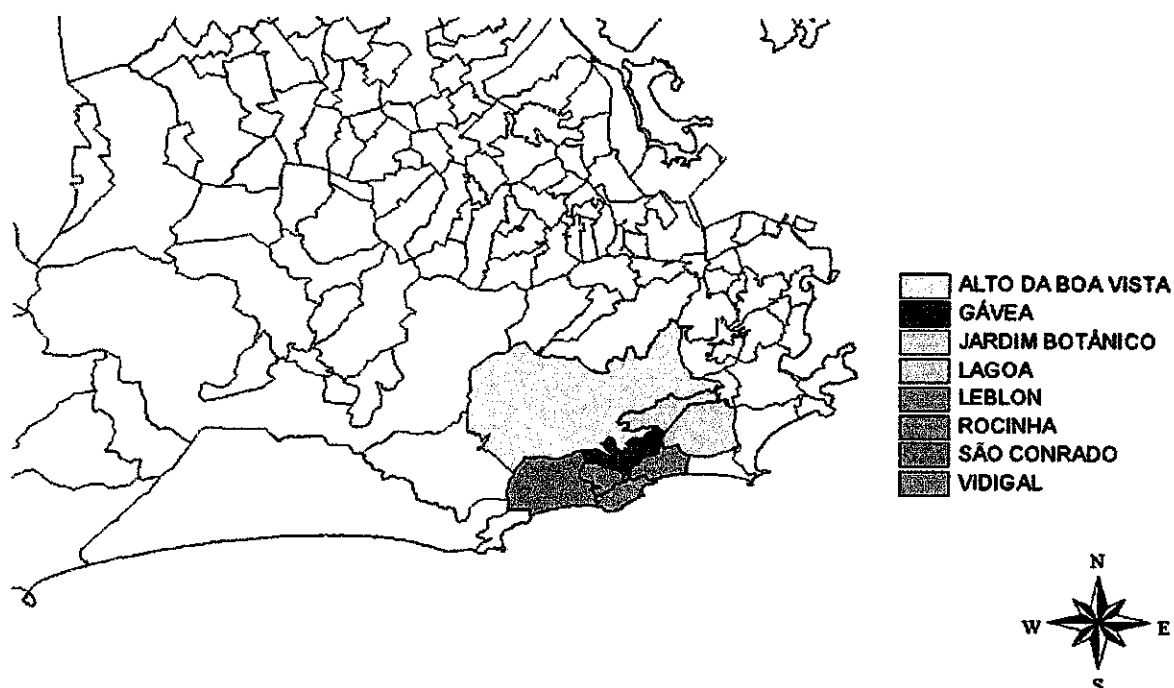 ALTO DA BOA VISTA
GÁVEA
JARDIM BOTÂNICO
LAGOA
LEBLON
ROCINHA
SÃO CONRADO
VIDIGAL
N
W E
S